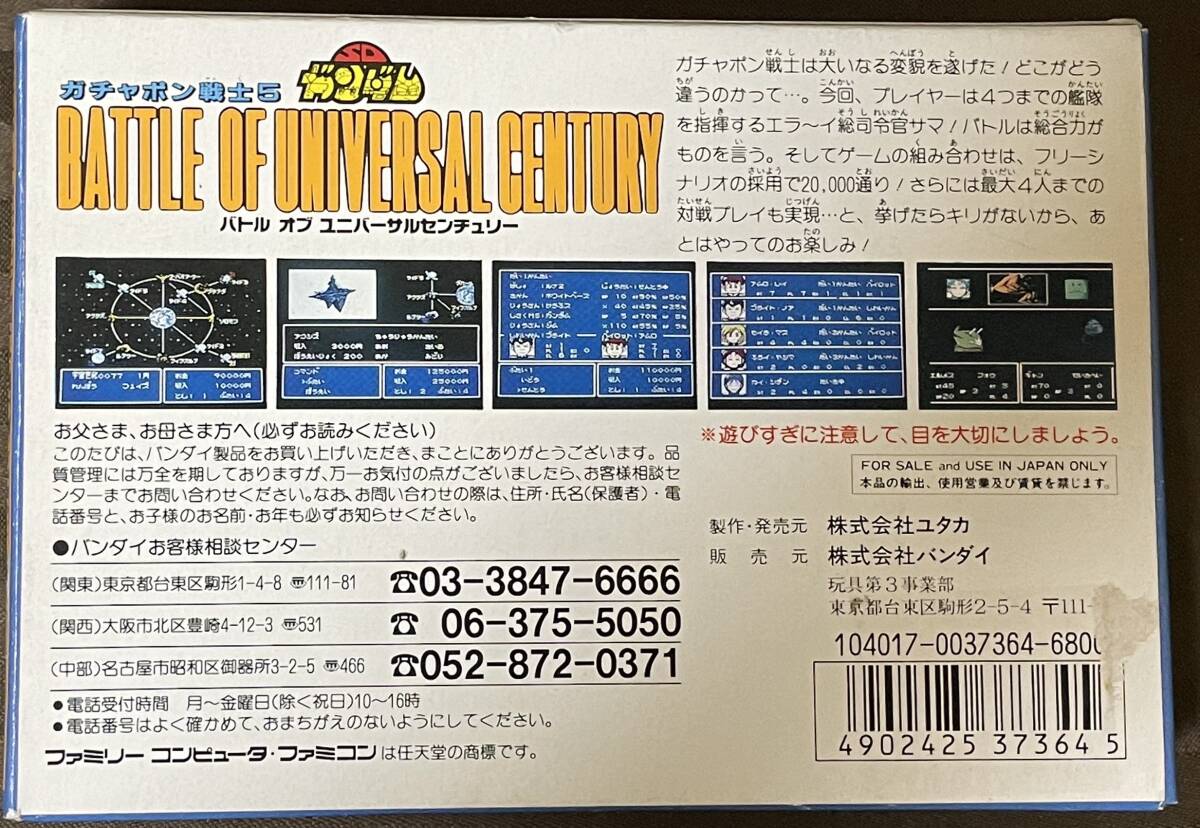 SD
ガンダム
ガチャポン戦士5
BATTLE OF UNIVERSAL CENTURY
バトル オブ ユニバーサルセンチュリー
ガチャポン戦士は大いなる変貌を遂げた!どこがどう
違うのかって…。今回、プレイヤーは4つまでの艦隊
を指揮するエラ〜イ総司令官サマ!バトルは総合力が
ものを言う。そしてゲームの組み合わせは、フリーシ
ナリオの採用で20,000通り!さらには最大4人までの
対戦プレイも実現…と、挙げたらキリがないから、あ
とはやってのお楽しみ!
お父さま、お母さま方へ(必ずお読みください)
このたびは、バンダイ製品をお買い上げいただき、まことにありがとうございます。品
質管理には万全を期しておりますが、万一お気付の点がございましたら、お客様相談セ
ンターまでお問い合わせください。なお、お問い合わせの際は、住所・氏名(保護者)・電
話番号と、お子様のお名前・お年も必ずお知らせください。
●バンダイお客様相談センター
(関東)東京都台東区駒形1-4-8 〠111-81 ☎03-3847-6666
(関西)大阪市北区豊崎4-12-3 〠531 ☎06-375-5050
(中部)名古屋市昭和区御器所3-2-5 〠466 ☎052-872-0371
●電話受付時間 月〜金曜日(除く祝日)10〜16時
●電話番号はよく確かめて、おまちがえのないようにしてください。
ファミリーコンピュータ・ファミコンは任天堂の商標です。
※遊びすぎに注意して、目を大切にしましょう。
FOR SALE and USE IN JAPAN ONLY
本品の輸出、使用営業及び賃貸を禁じます。
製作・発売元 株式会社ユタカ
販売元 株式会社バンダイ
玩具第3事業部
東京都台東区駒形2-5-4 〒111-
104017-0037364-6800
4902425373645